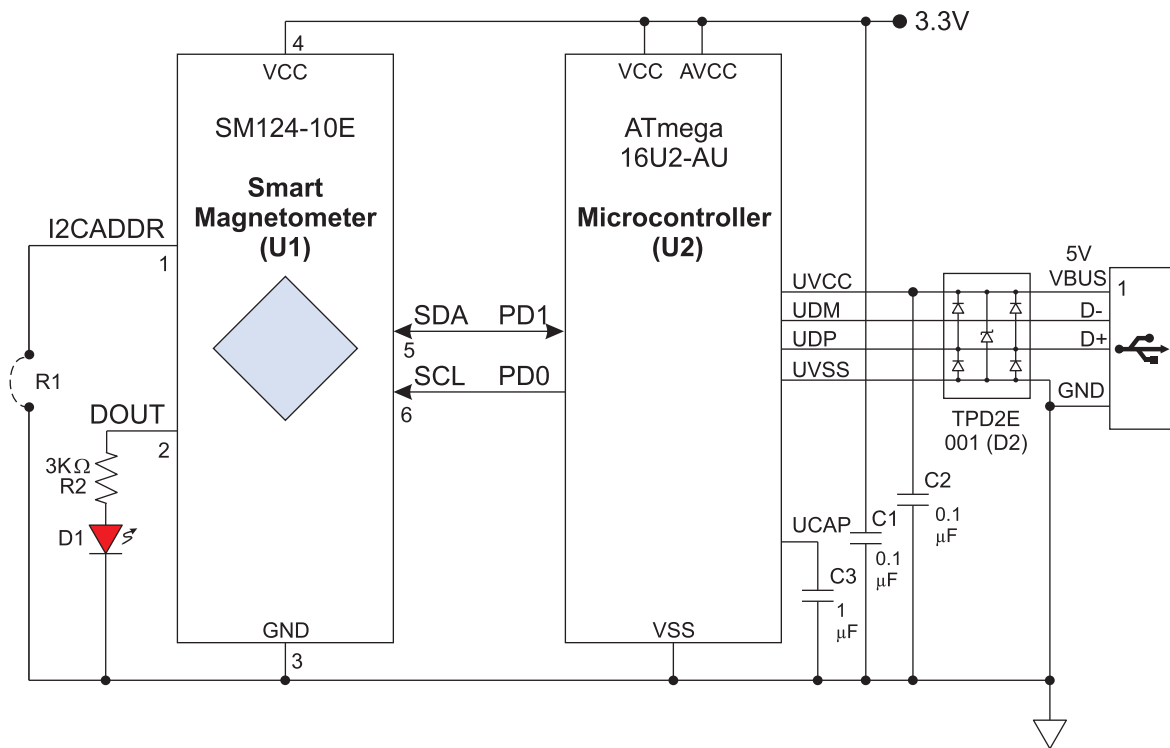 3.3V
4
VCC
VCC
AVCC
SM124-10E
Smart
Magnetometer
(U1)
ATmega
16U2-AU
Microcontroller
(U2)
I2CADDR
1
5V
VBUS
1
UVCC
UDM
D-
UDP
D+
UVSS
GND
SDA
PD1
5
SCL
PD0
6
R1
DOUT
2
3KΩ
R2
D1
TPD2E
001 (D2)
C2
0.1
µF
UCAP
C1
0.1
µF
C3
1
µF
GND
3
VSS